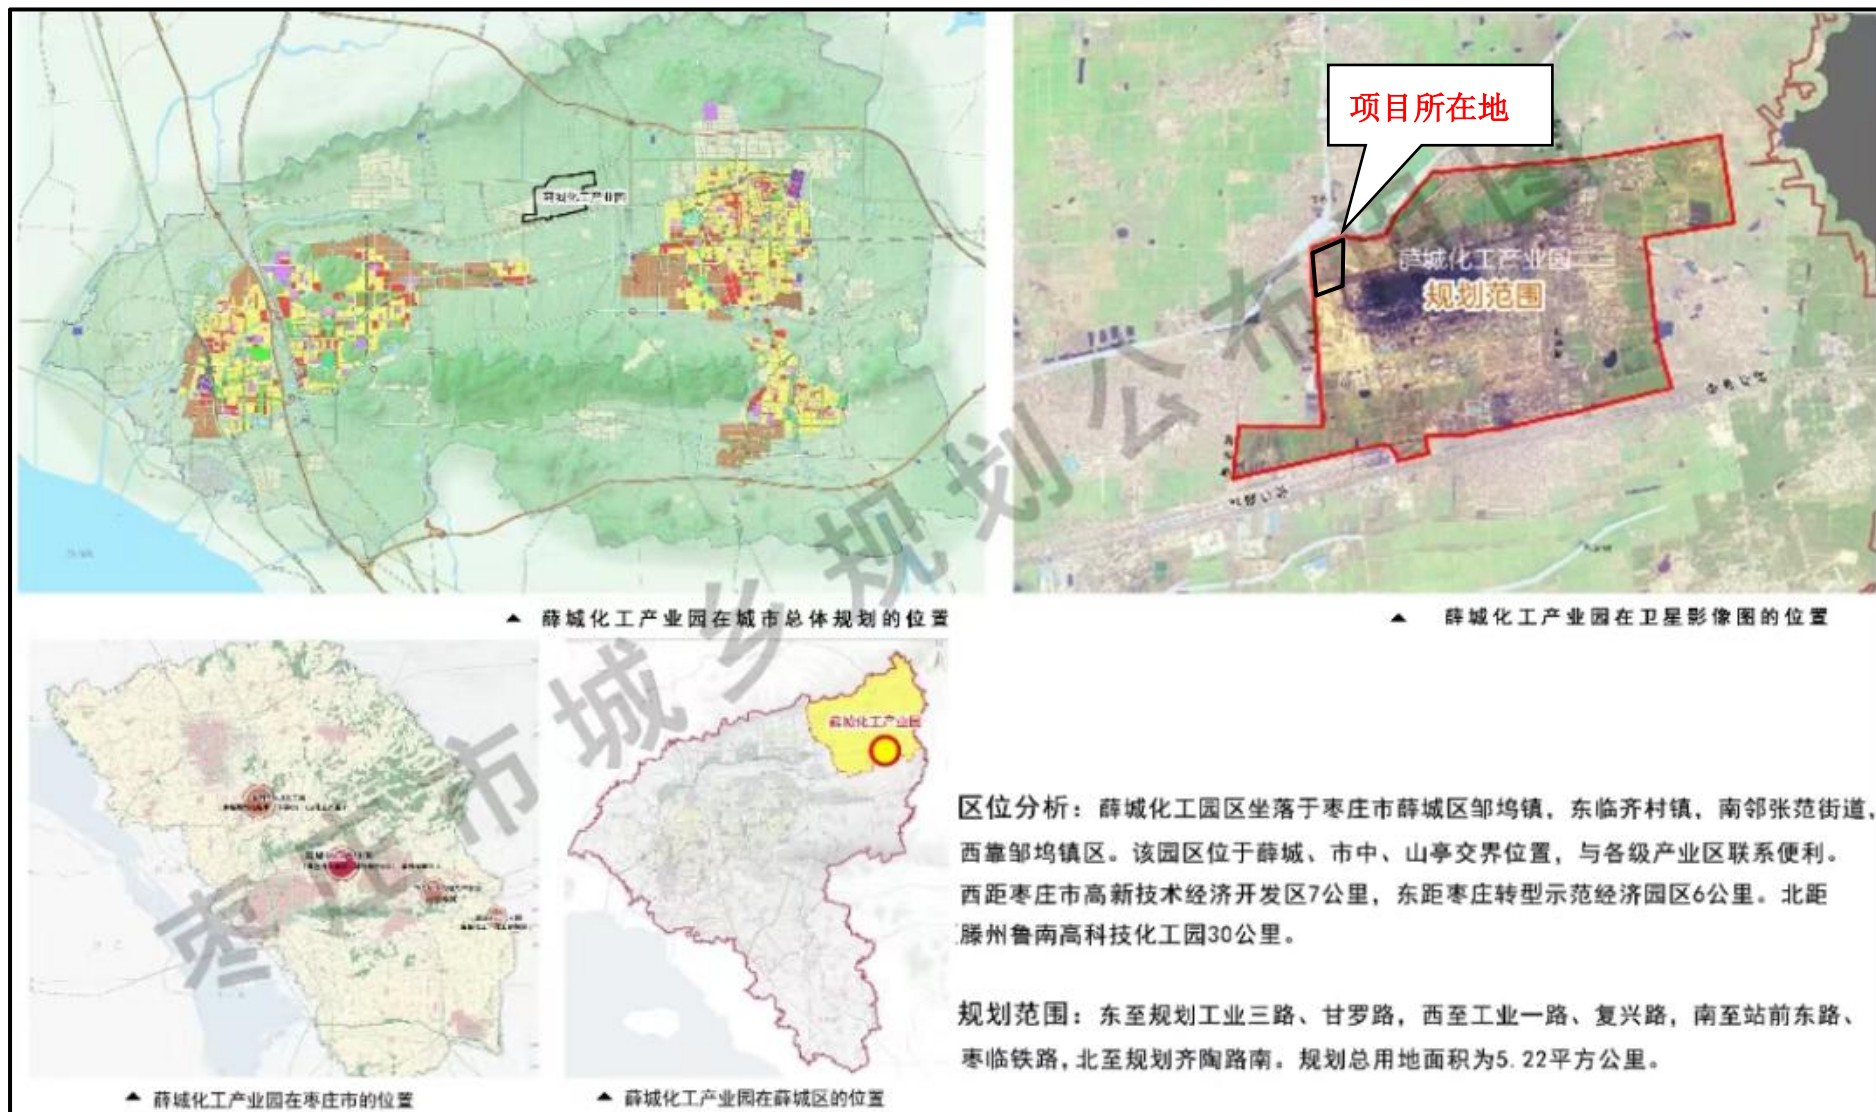 薛城化工产业园
项目所在地
薛城化工产业园
规划范围
▲ 薛城化工产业园在城市总体规划的位置
▲ 薛城化工产业园在卫星影像图的位置
薛城化工产业园
区位分析：薛城化工园区坐落于枣庄市薛城区邹坞镇，东临齐村镇，南邻张范街道，
西靠邹坞镇区。该园区位于薛城、市中、山亭交界位置，与各级产业区联系便利。
西距枣庄市高新技术经济开发区7公里，东距枣庄转型示范经济园区6公里。北距
滕州鲁南高科技化工园30公里。
规划范围：东至规划工业三路、甘罗路，西至工业一路、复兴路，南至站前东路、
枣临铁路，北至规划齐陶路南。规划总用地面积为5.22平方公里。
▲ 薛城化工产业园在枣庄市的位置
▲ 薛城化工产业园在薛城区的位置
枣庄市城乡规划公布